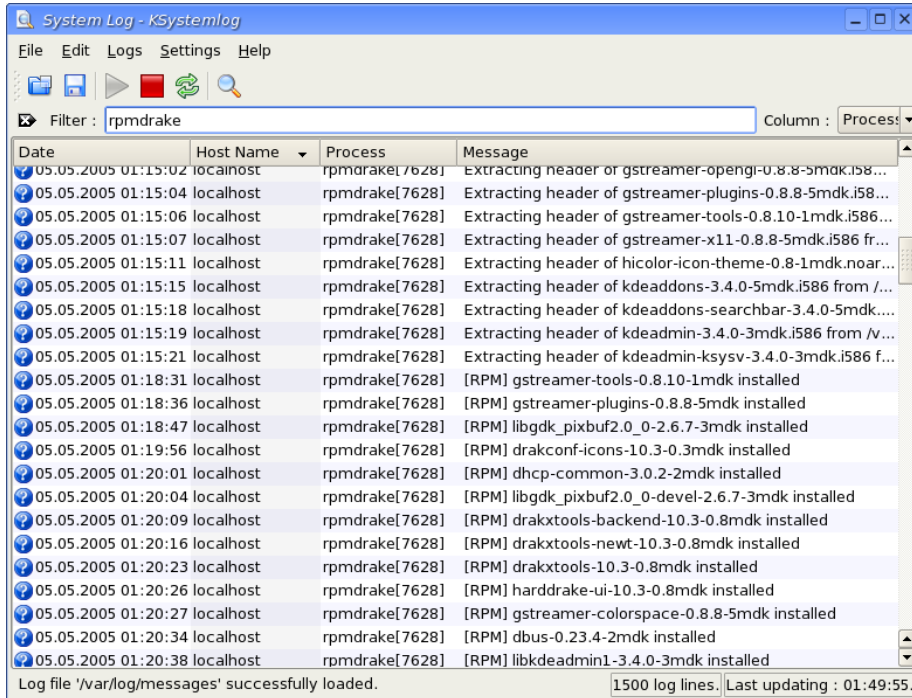 System Log - KSystemlog
File Edit Logs Settings Help
Filter : rpmdrake Column : Process
Date Host Name Process Message
05.05.2005 01:15:02 localhost rpmdrake[7628] Extracting header of gstreamer-opengl-0.8.8-5mdk.i58...
05.05.2005 01:15:04 localhost rpmdrake[7628] Extracting header of gstreamer-plugins-0.8.8-5mdk.i58...
05.05.2005 01:15:06 localhost rpmdrake[7628] Extracting header of gstreamer-tools-0.8.10-1mdk.i586...
05.05.2005 01:15:07 localhost rpmdrake[7628] Extracting header of gstreamer-x11-0.8.8-5mdk.i586 fr...
05.05.2005 01:15:11 localhost rpmdrake[7628] Extracting header of hicolor-icon-theme-0.8-1mdk.noar...
05.05.2005 01:15:15 localhost rpmdrake[7628] Extracting header of kdeaddons-3.4.0-5mdk.i586 from /...
05.05.2005 01:15:18 localhost rpmdrake[7628] Extracting header of kdeaddons-searchbar-3.4.0-5mdk....
05.05.2005 01:15:19 localhost rpmdrake[7628] Extracting header of kdeadmin-3.4.0-3mdk.i586 from /v...
05.05.2005 01:15:21 localhost rpmdrake[7628] Extracting header of kdeadmin-ksysv-3.4.0-3mdk.i586 f...
05.05.2005 01:18:31 localhost rpmdrake[7628] [RPM] gstreamer-tools-0.8.10-1mdk installed
05.05.2005 01:18:36 localhost rpmdrake[7628] [RPM] gstreamer-plugins-0.8.8-5mdk installed
05.05.2005 01:18:47 localhost rpmdrake[7628] [RPM] libgdk_pixbuf2.0_0-2.6.7-3mdk installed
05.05.2005 01:19:56 localhost rpmdrake[7628] [RPM] drakconf-icons-10.3-0.3mdk installed
05.05.2005 01:20:01 localhost rpmdrake[7628] [RPM] dhcp-common-3.0.2-2mdk installed
05.05.2005 01:20:04 localhost rpmdrake[7628] [RPM] libgdk_pixbuf2.0_0-devel-2.6.7-3mdk installed
05.05.2005 01:20:09 localhost rpmdrake[7628] [RPM] drakxtools-backend-10.3-0.8mdk installed
05.05.2005 01:20:16 localhost rpmdrake[7628] [RPM] drakxtools-newt-10.3-0.8mdk installed
05.05.2005 01:20:23 localhost rpmdrake[7628] [RPM] drakxtools-10.3-0.8mdk installed
05.05.2005 01:20:26 localhost rpmdrake[7628] [RPM] harddrake-ui-10.3-0.8mdk installed
05.05.2005 01:20:27 localhost rpmdrake[7628] [RPM] gstreamer-colorspace-0.8.8-5mdk installed
05.05.2005 01:20:34 localhost rpmdrake[7628] [RPM] dbus-0.23.4-2mdk installed
05.05.2005 01:20:38 localhost rpmdrake[7628] [RPM] libkdeadmin1-3.4.0-3mdk installed
Log file '/var/log/messages' successfully loaded. 1500 log lines. Last updating : 01:49:55.